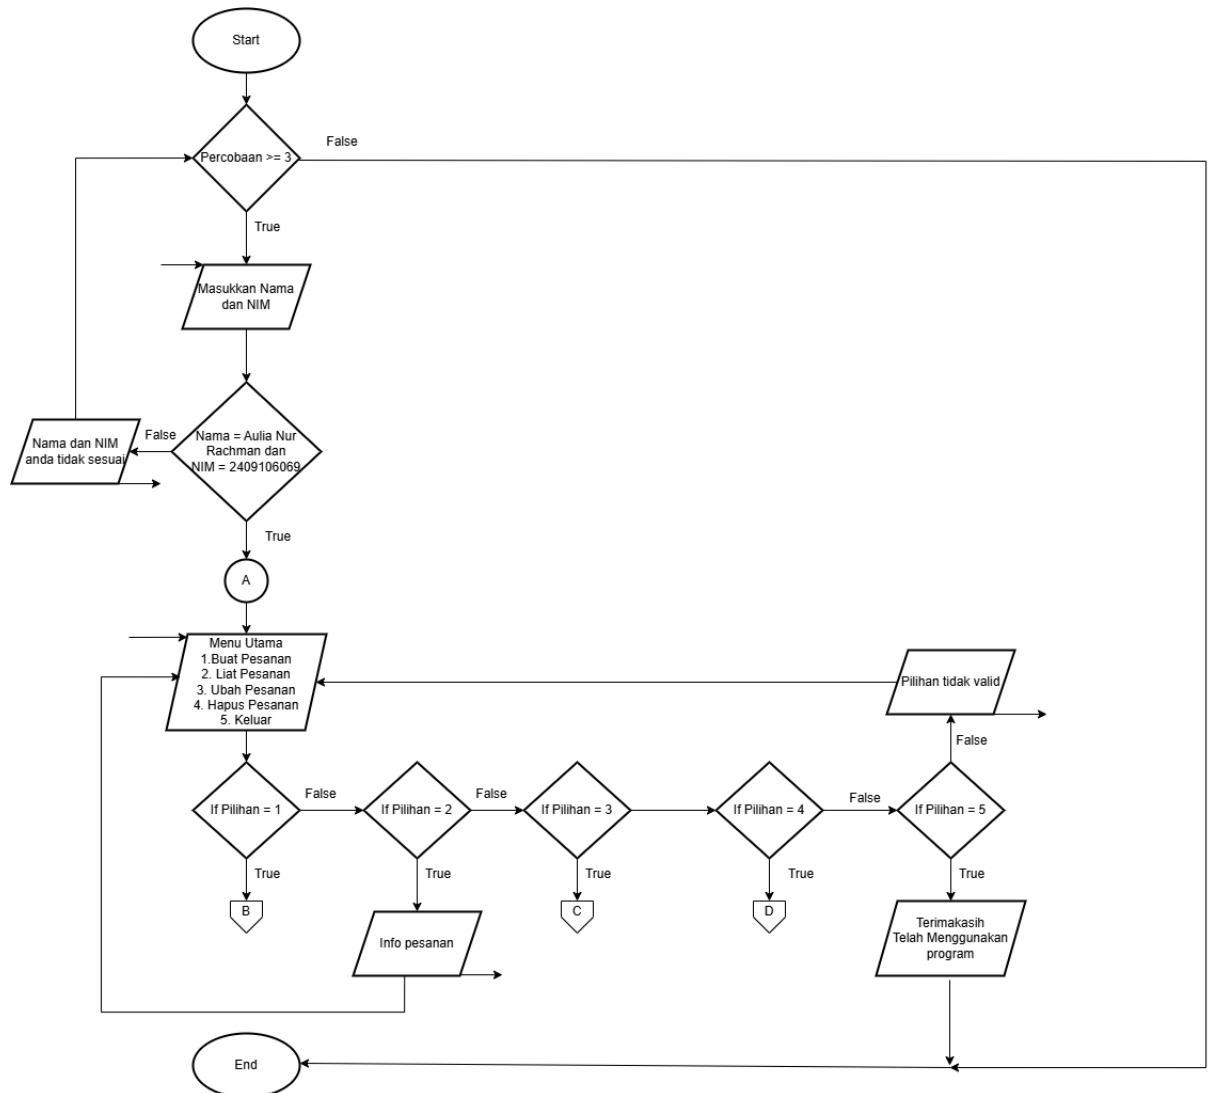 Start
False
Percobaan >= 3
True
Masukkan Nama
dan NIM
Nama = Aulia Nur
Rachman dan
NIM = 2409106069
False
Nama dan NIM
anda tidak sesuai
True
A
Menu Utama
1.Buat Pesanan
2. Liat Pesanan
3. Ubah Pesanan
4. Hapus Pesanan
5. Keluar
Pilihan tidak valid
False
If Pilihan = 1
False
If Pilihan = 2
False
If Pilihan = 3
If Pilihan = 4
False
If Pilihan = 5
True
True
True
True
True
B
Info pesanan
C
D
Terimakasih
Telah Menggunakan
program
End